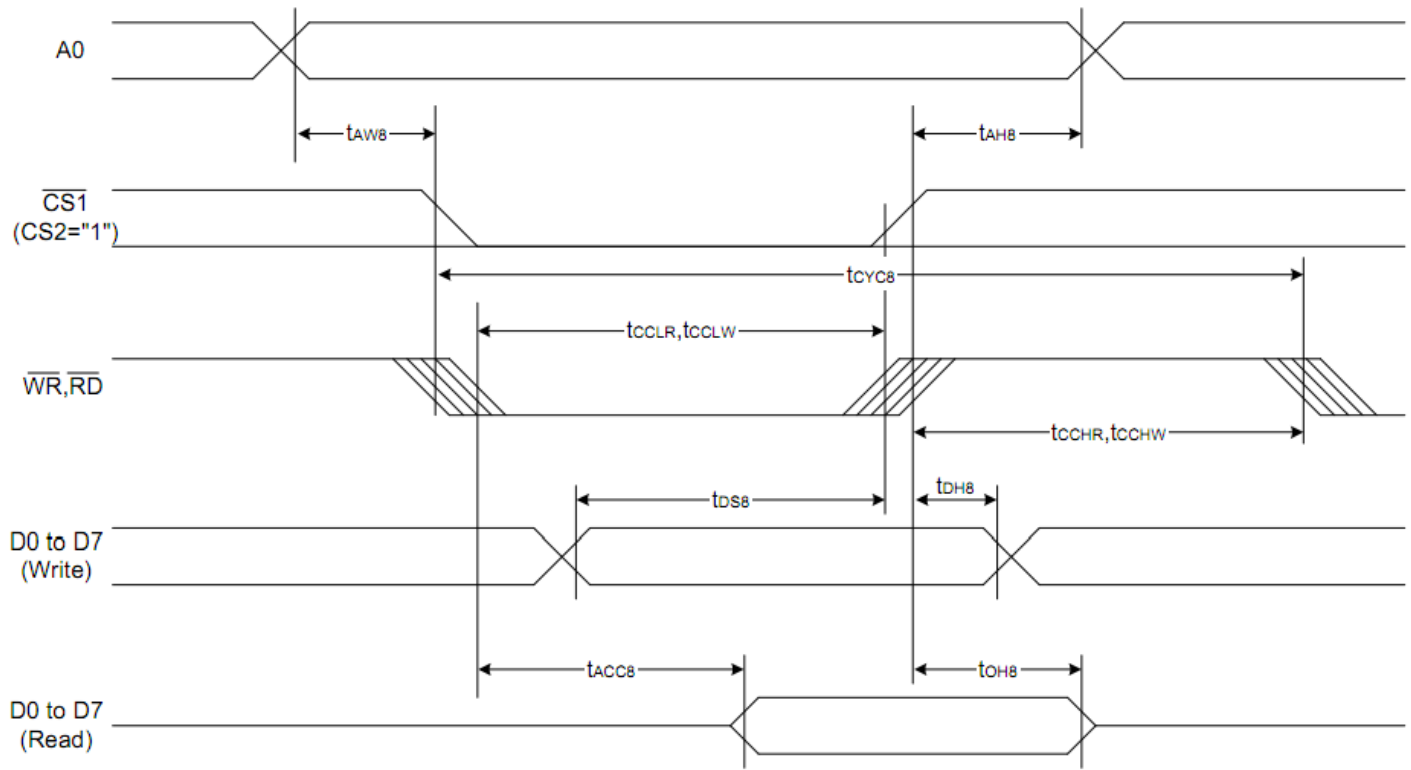 A0
tAW8
tAH8
CS1
(CS2="1")
tCYC8
tCCLR,tCCLW
WR,RD
tCCHR,tCCHW
tDS8
tDH8
D0 to D7
(Write)
tACC8
tOH8
D0 to D7
(Read)